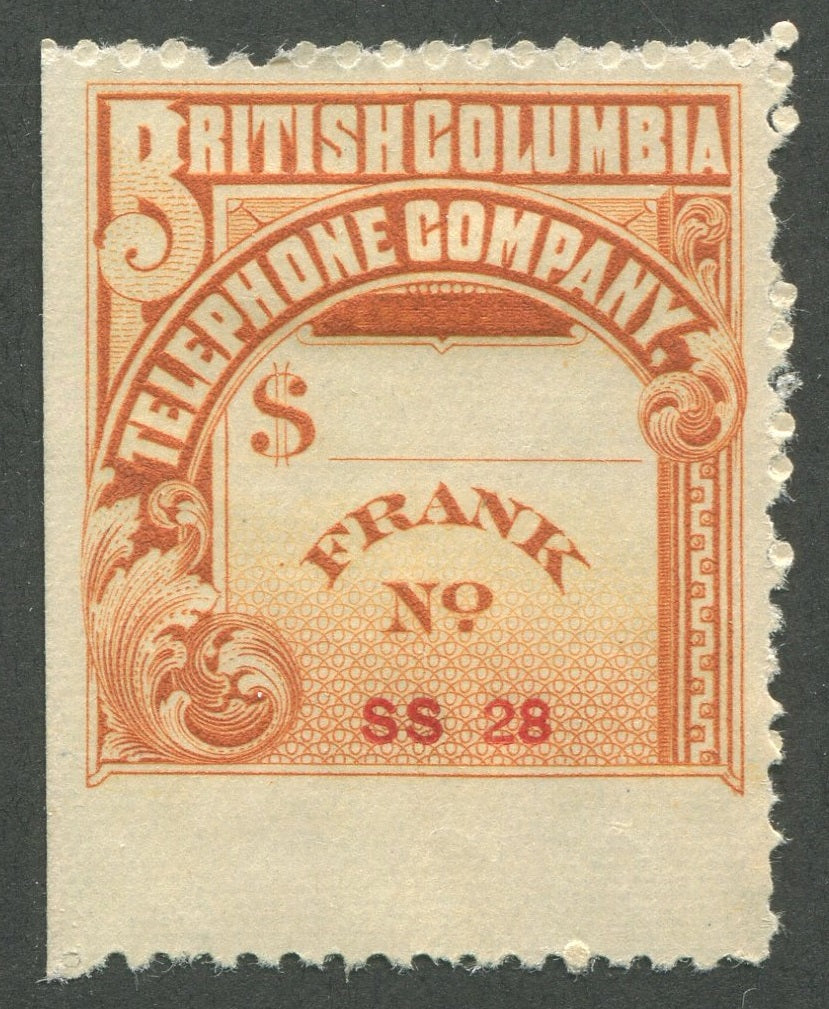 BRITISH COLUMBIA
TELEPHONE COMPANY.
$
FRANK
Nº
SS 28